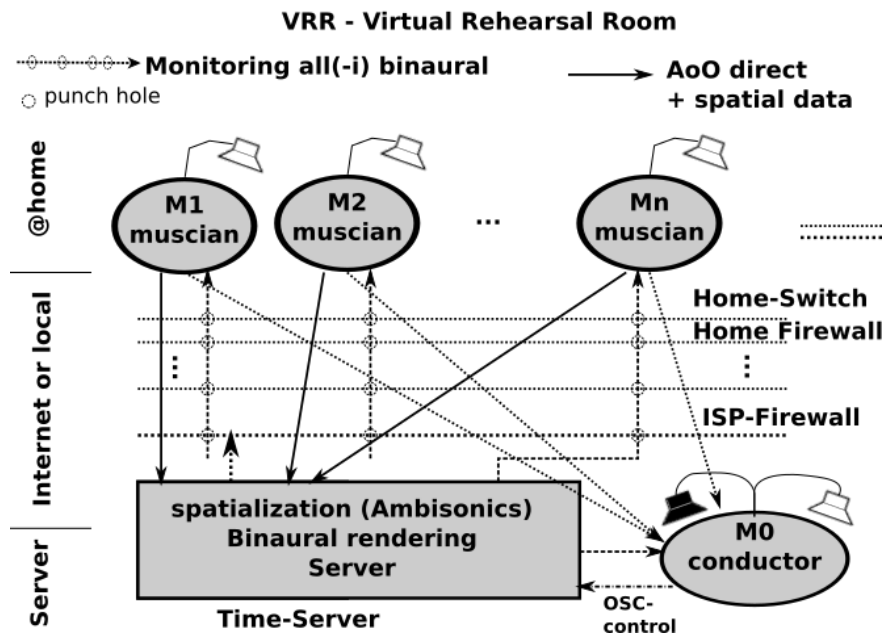 VRR - Virtual Rehearsal Room
Monitoring all(-i) binaural
punch hole
AoO direct
+ spatial data
@home
M1
muscian
M2
muscian
...
Mn
muscian
Internet or local
Home-Switch
Home Firewall
...
...
ISP-Firewall
spatialization (Ambisonics)
Binaural rendering
Server
M0
conductor
Server
Time-Server
OSC-
control